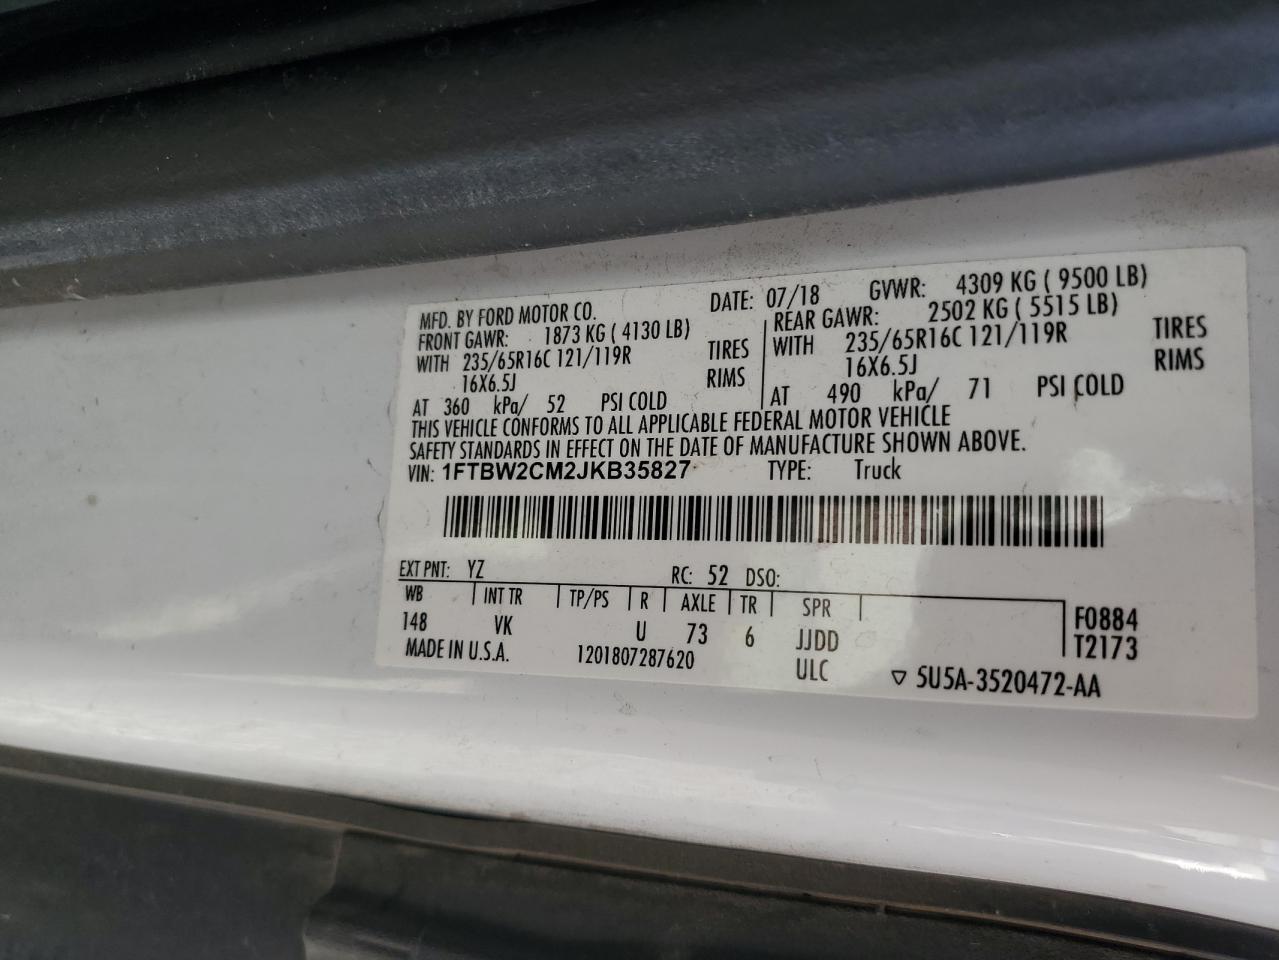 MFD. BY FORD MOTOR CO. DATE: 07/18 GVWR: 4309 KG ( 9500 LB)
FRONT GAWR: 1873 KG ( 4130 LB) REAR GAWR: 2502 KG ( 5515 LB)
WITH 235/65R16C 121/119R TIRES WITH 235/65R16C 121/119R TIRES
16X6.5J RIMS 16X6.5J RIMS
AT 360 kPa/ 52 PSI COLD AT 490 kPa/ 71 PSI COLD
THIS VEHICLE CONFORMS TO ALL APPLICABLE FEDERAL MOTOR VEHICLE
SAFETY STANDARDS IN EFFECT ON THE DATE OF MANUFACTURE SHOWN ABOVE.
VIN: 1FTBW2CM2JKB35827 TYPE: Truck
EXT PNT: YZ RC: 52 DSO:
WB INT TR TP/PS R AXLE TR SPR F0884
148 VK U 73 6 JJDD T2173
MADE IN U.S.A. 1201807287620 ULC ▽ 5U5A-3520472-AA